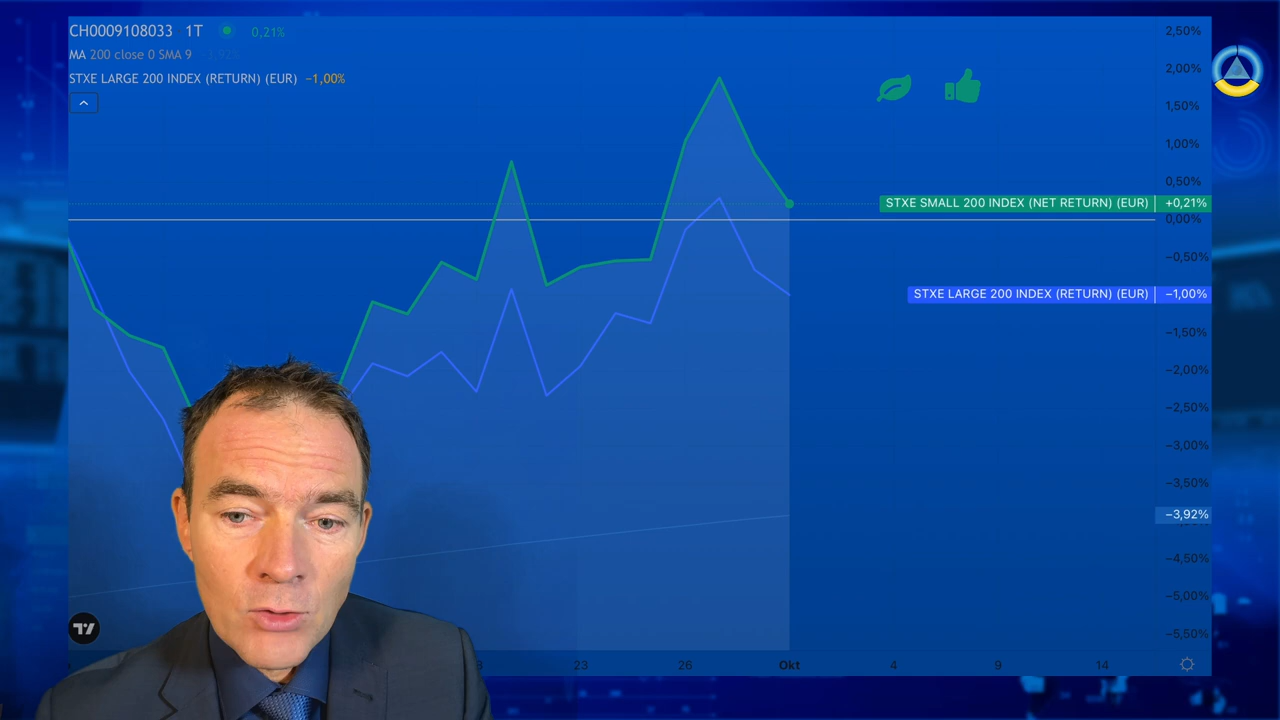 CH0009108033 1T 0,21%
MA 200 close 0 SMA 9 −3,92%
STXE LARGE 200 INDEX (RETURN) (EUR) −1,00%
2,50%
2,00%
1,50%
1,00%
0,50%
STXE SMALL 200 INDEX (NET RETURN) (EUR) +0,21%
0,00%
−0,50%
STXE LARGE 200 INDEX (RETURN) (EUR) −1,00%
−1,50%
−2,00%
−2,50%
−3,00%
−3,50%
−3,92%
−4,50%
−5,00%
−5,50%
23 26 Okt 4 9 14